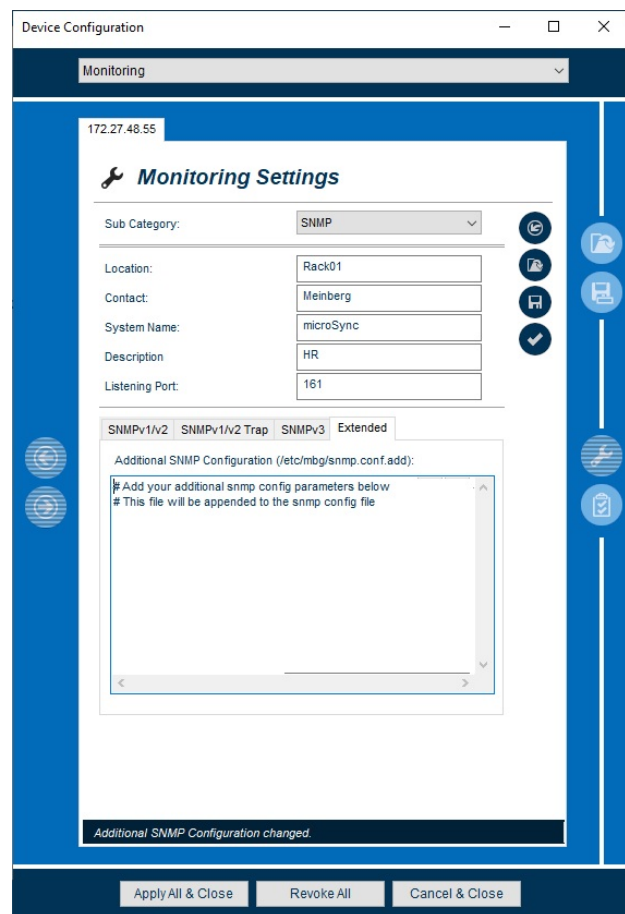 Device Configuration
Monitoring
172.27.48.55
Monitoring Settings
Sub Category: SNMP
Location: Rack01
Contact: Meinberg
System Name: microSync
Description HR
Listening Port: 161
SNMPv1/v2 SNMPv1/v2 Trap SNMPv3 Extended
Additional SNMP Configuration (/etc/mbg/snmp.conf.add):
# Add your additional snmp config parameters below
# This file will be appended to the snmp config file
Additional SNMP Configuration changed.
Apply All & Close Revoke All Cancel & Close